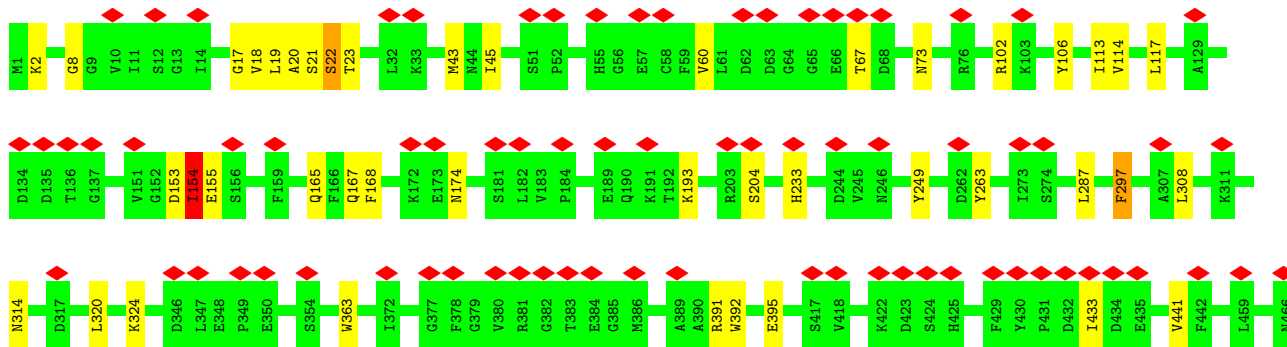 M1 K2 G8 G9 V10 I11 S12 G13 I14 G17 V18 L19 A20 S21 S22 T23 L32 K33 M43 N44 I45 S51 P52 H55 G56 E57 C58 F59 V60 L61 D62 D63 G64 G65 E66 T67 D68 N73 R76 R102 K103 Y106 I113 V114 L117 A129
D134 D135 T136 G137 V151 G152 D153 I154 E155 S156 F159 Q165 F166 Q167 F168 K172 E173 N174 S181 L182 V183 P184 E189 Q190 K191 T192 K193 R203 S204 H233 D244 V245 N246 Y249 D262 Y263 I273 S274 L287 F297 A307 L308 K311
N314 D317 L320 K324 D346 L347 E348 P349 E350 S354 W363 I372 G377 F378 G379 V380 R381 G382 T383 E384 G385 M386 A389 A390 R391 W392 E395 S417 V418 K422 D423 S424 H425 F429 Y430 P431 D432 I433 D434 E435 V441 F442 L459